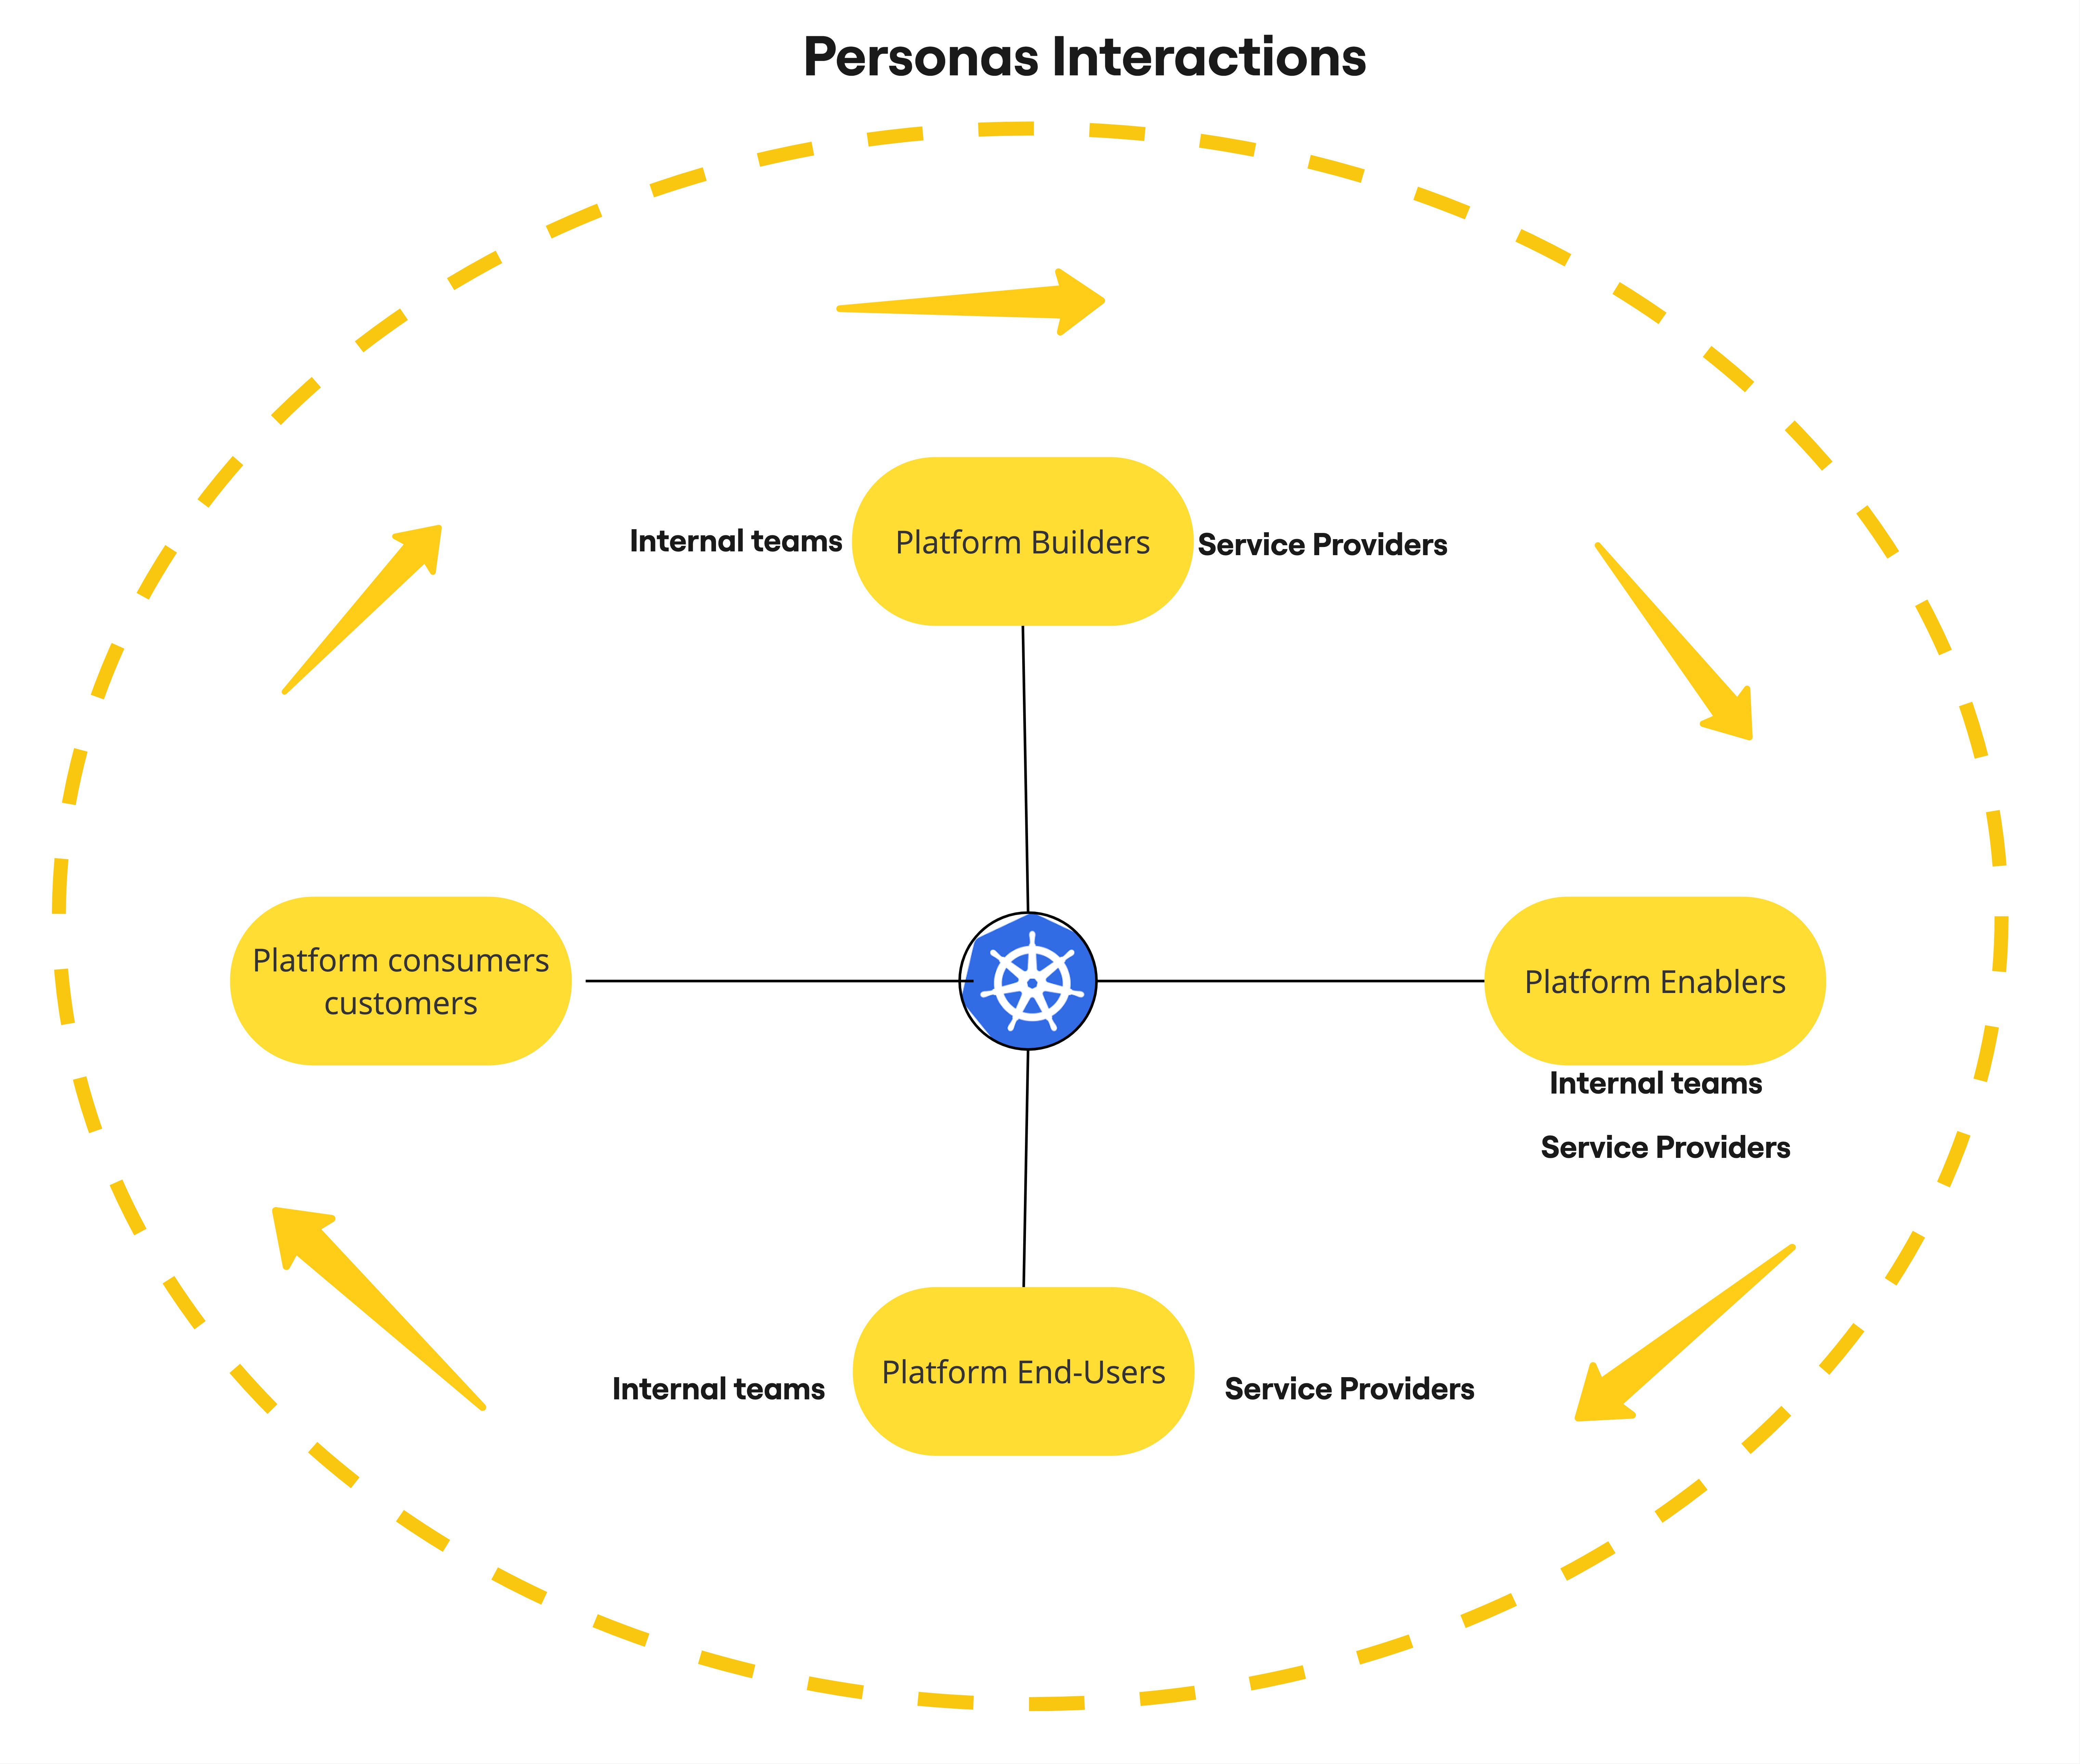 Personas Interactions
Internal teams
Platform Builders
Service Providers
Platform consumers
customers
Platform Enablers
Internal teams
Service Providers
Internal teams
Platform End-Users
Service Providers